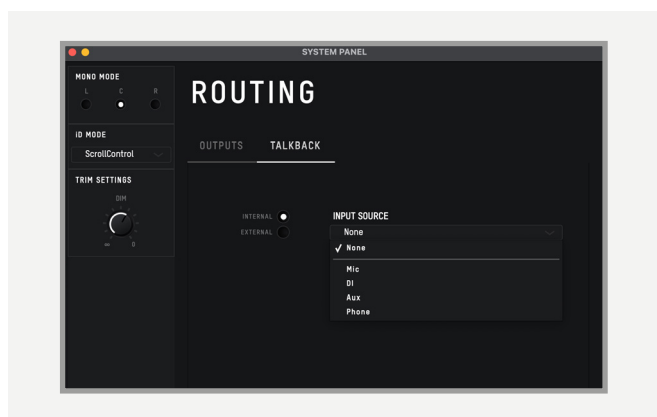 SYSTEM PANEL
MONO MODE
L C R
iD MODE
ScrollControl
TRIM SETTINGS
DIM
∞ 0
ROUTING
OUTPUTS TALKBACK
INTERNAL
EXTERNAL
INPUT SOURCE
None
✓ None
Mic
DI
Aux
Phone